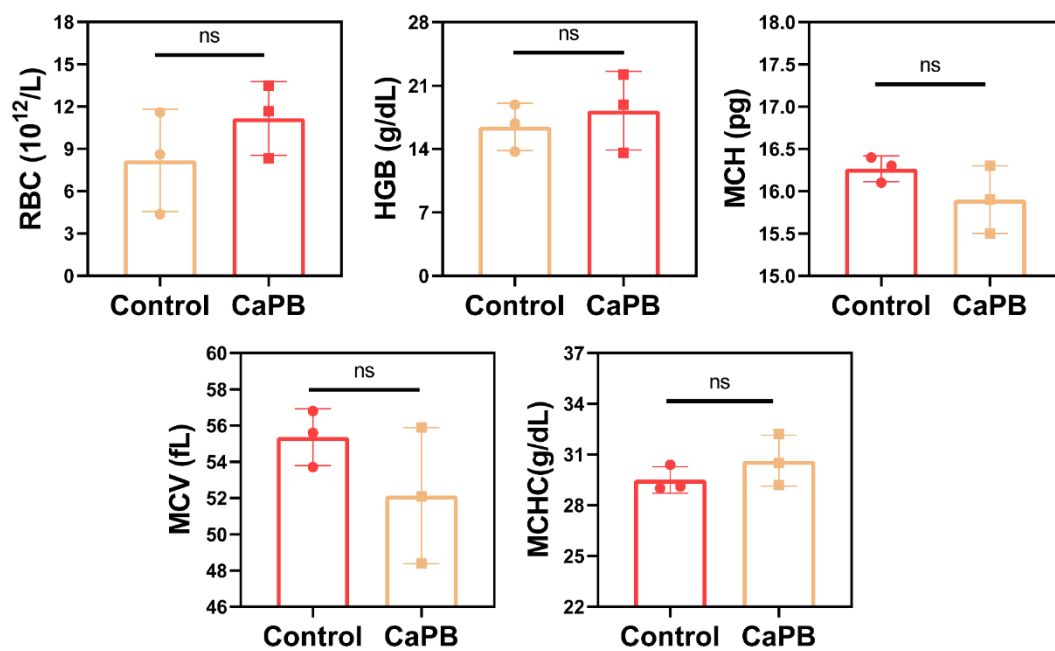 RBC (10¹²/L)
18
15
12
9
6
3
0
ns
Control
CaPB
HGB (g/dL)
28
21
14
7
0
ns
Control
CaPB
MCH (pg)
18.0
17.5
17.0
16.5
16.0
15.5
15.0
ns
Control
CaPB
MCV (fL)
60
58
56
54
52
50
48
46
ns
Control
CaPB
MCHC(g/dL)
37
34
31
28
25
22
ns
Control
CaPB